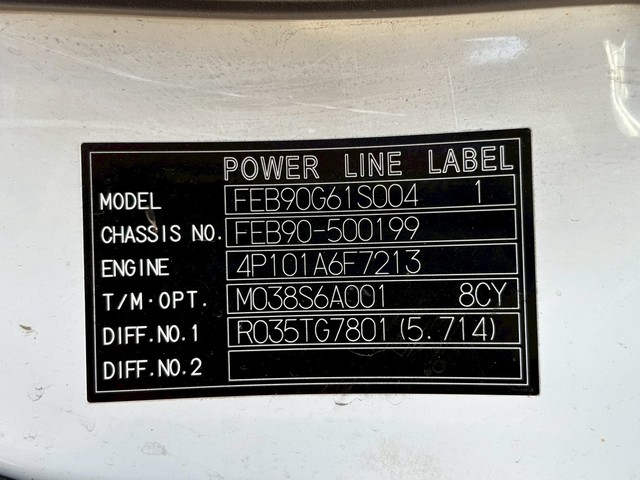 POWER LINE LABEL
MODEL FEB90G61S004 1
CHASSIS NO. FEB90-500199
ENGINE 4P101A6F7213
T/M·OPT. M038S6A001 8CY
DIFF.NO.1 R035TG7801(5.714)
DIFF.NO.2